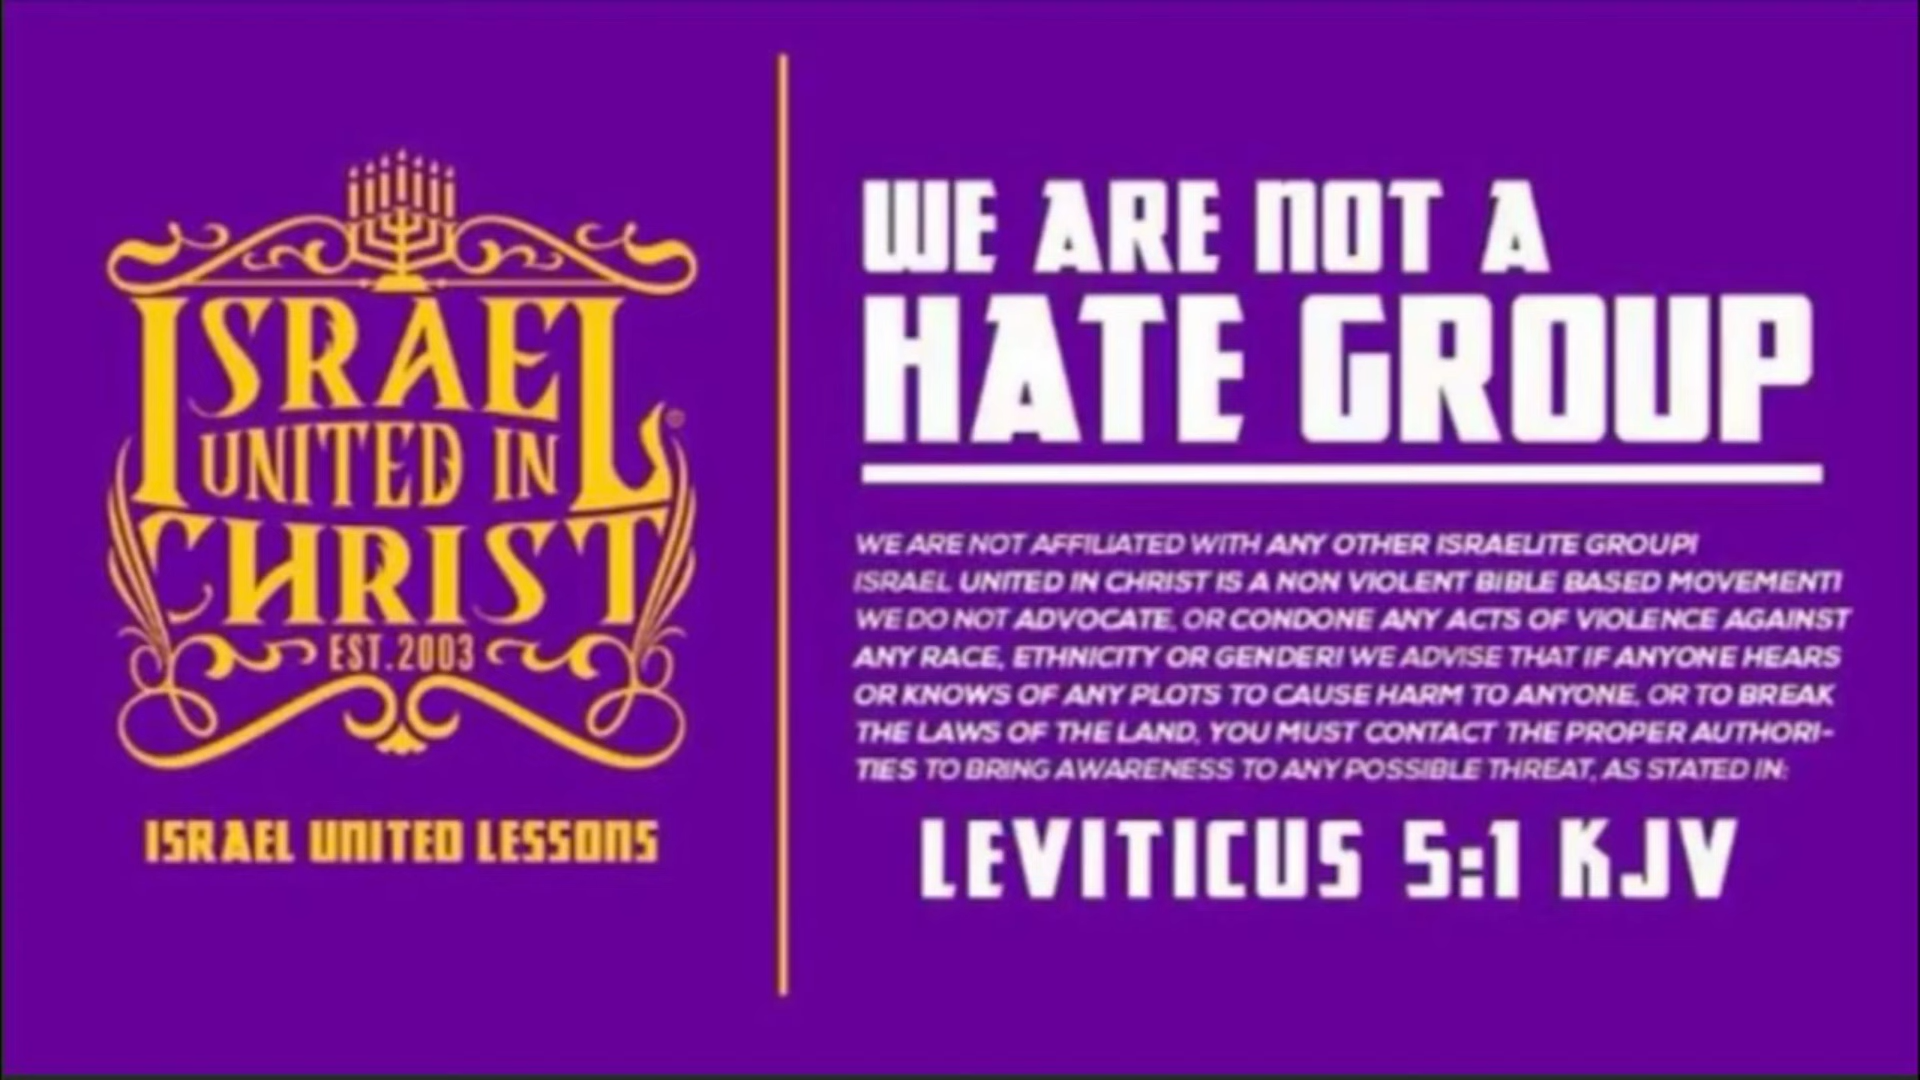 ISRAEL
UNITED IN
CHRIST
EST.2003
ISRAEL UNITED LESSONS
WE ARE NOT A
HATE GROUP
WE ARE NOT AFFILIATED WITH ANY OTHER ISRAELITE GROUP!
ISRAEL UNITED IN CHRIST IS A NON VIOLENT BIBLE BASED MOVEMENT!
WE DO NOT ADVOCATE, OR CONDONE ANY ACTS OF VIOLENCE AGAINST
ANY RACE, ETHNICITY OR GENDER! WE ADVISE THAT IF ANYONE HEARS
OR KNOWS OF ANY PLOTS TO CAUSE HARM TO ANYONE, OR TO BREAK
THE LAWS OF THE LAND, YOU MUST CONTACT THE PROPER AUTHORI-
TIES TO BRING AWARENESS TO ANY POSSIBLE THREAT, AS STATED IN:
LEVITICUS 5:1 KJV